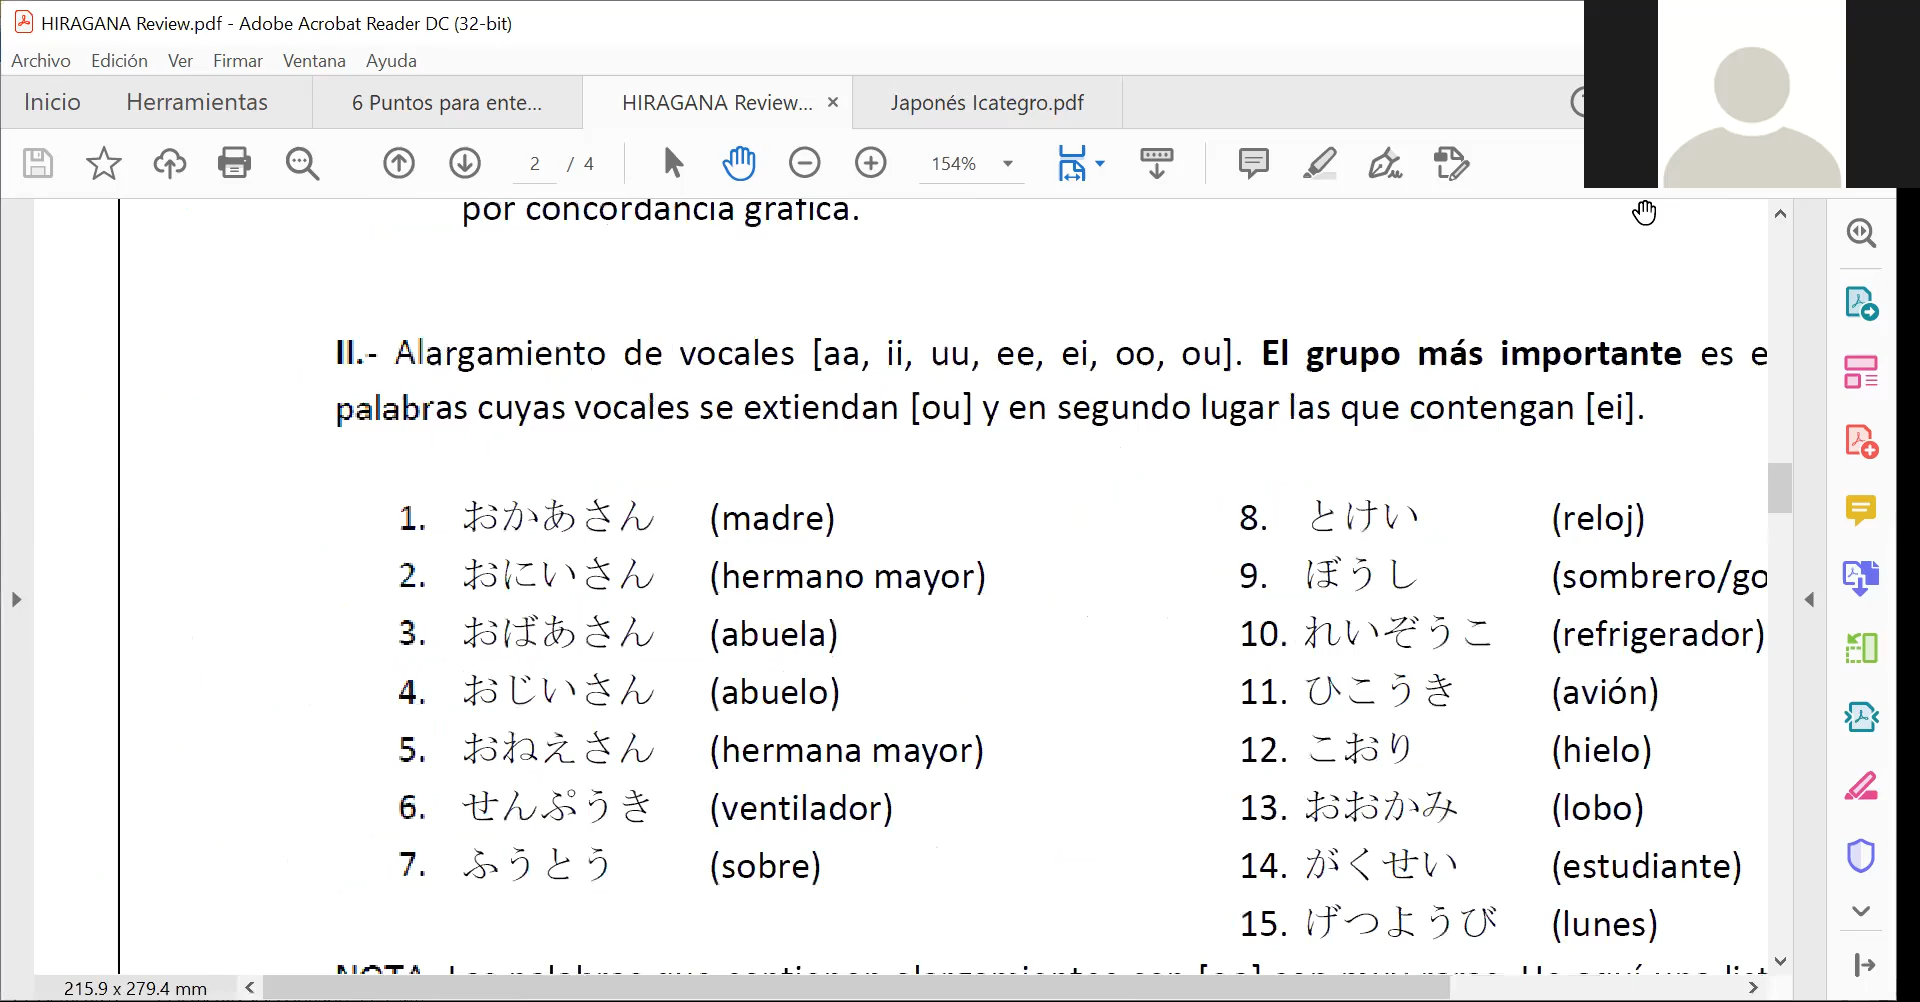 HIRAGANA Review.pdf - Adobe Acrobat Reader DC (32-bit)
Archivo Edición Ver Firmar Ventana Ayuda
Inicio Herramientas 6 Puntos para ente... HIRAGANA Review... × Japonés Icategro.pdf
2 / 4 154%
por concordancia gráfica.
II.- Alargamiento de vocales [aa, ii, uu, ee, ei, oo, ou]. El grupo más importante es e
palabras cuyas vocales se extiendan [ou] y en segundo lugar las que contengan [ei].
1. おかあさん (madre)
2. おにいさん (hermano mayor)
3. おばあさん (abuela)
4. おじいさん (abuelo)
5. おねえさん (hermana mayor)
6. せんぷうき (ventilador)
7. ふうとう (sobre)
8. とけい (reloj)
9. ぼうし (sombrero/go
10. れいぞうこ (refrigerador)
11. ひこうき (avión)
12. こおり (hielo)
13. おおかみ (lobo)
14. がくせい (estudiante)
15. げつようび (lunes)
NOTA. Las palabras que contienen alargamientos con
215.9 x 279.4 mm